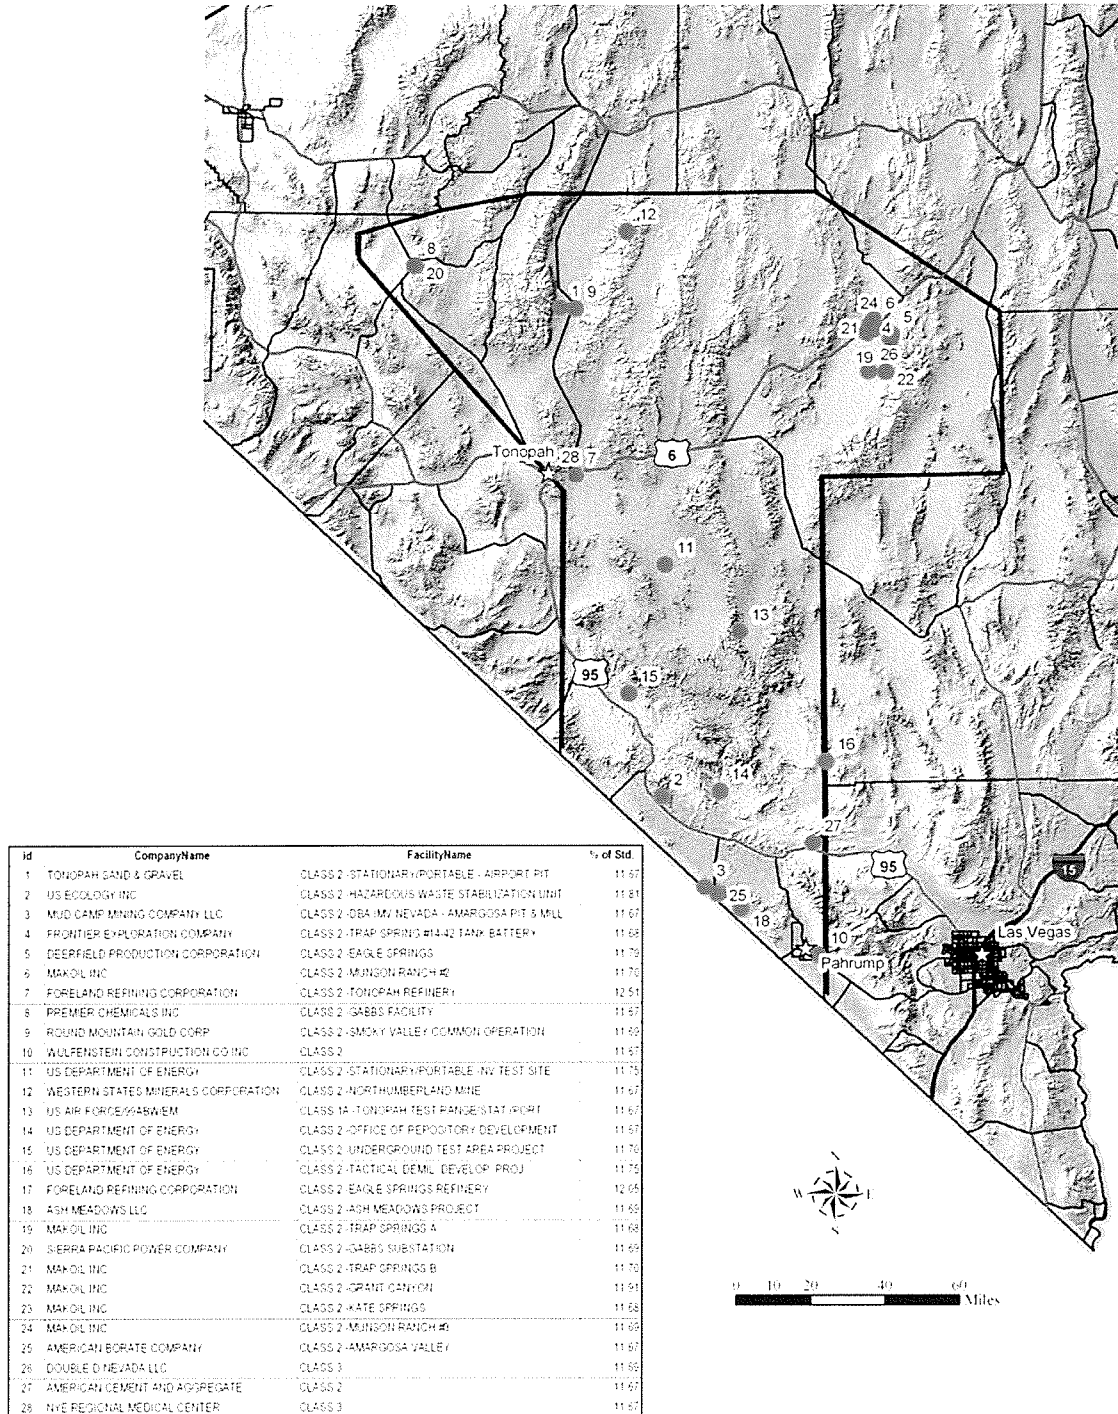 12
8
20
1 9
24 6
5
21 4
19 26
22
Tonopah 28 7
6
11
13
95
15
16
2
14
27
95
15
3
25
18
10
Las Vegas
Pahrump
id CompanyName FacilityName % of Std.
1 TONOPAH SAND & GRAVEL CLASS 2 -STATIONARY/PORTABLE - AIRPORT PIT 11.67
2 US ECOLOGY INC CLASS 2 -HAZARDOUS WASTE STABILIZATION UNIT 11.81
3 MUD CAMP MINING COMPANY LLC CLASS 2 -DBA IMV NEVADA - AMARGOSA PIT & MILL 11.67
4 FRONTIER EXPLORATION COMPANY CLASS 2 -TRAP SPRING #14-42 TANK BATTERY 11.68
5 DEERFIELD PRODUCTION CORPORATION CLASS 2 -EAGLE SPRINGS 11.79
6 MAKOIL INC CLASS 2 -MUNSON RANCH #2 11.70
7 FORELAND REFINING CORPORATION CLASS 2 -TONOPAH REFINERY 12.51
8 PREMIER CHEMICALS INC CLASS 2 -GABBS FACILITY 11.87
9 ROUND MOUNTAIN GOLD CORP CLASS 2 -SMOKY VALLEY COMMON OPERATION 11.69
10 WULFENSTEIN CONSTRUCTION CO INC CLASS 2 11.67
11 US DEPARTMENT OF ENERGY CLASS 2 -STATIONARY/PORTABLE -NV TEST SITE 11.75
12 WESTERN STATES MINERALS CORPORATION CLASS 2 -NORTHUMBERLAND MINE 11.67
13 US AIR FORCE/99ABW/EM CLASS 1A -TONOPAH TEST RANGE/STAT /PORT 11.67
14 US DEPARTMENT OF ENERGY CLASS 2 -OFFICE OF REPOSITORY DEVELOPMENT 11.67
15 US DEPARTMENT OF ENERGY CLASS 2 -UNDERGROUND TEST AREA PROJECT 11.70
16 US DEPARTMENT OF ENERGY CLASS 2 -TACTICAL DEMIL DEVELOP PROJ 11.75
17 FORELAND REFINING CORPORATION CLASS 2 -EAGLE SPRINGS REFINERY 12.05
18 ASH MEADOWS LLC CLASS 2 -ASH MEADOWS PROJECT 11.69
19 MAKOIL INC CLASS 2 -TRAP SPRINGS A 11.68
20 SIERRA PACIFIC POWER COMPANY CLASS 2 -GABBS SUBSTATION 11.69
21 MAKOIL INC CLASS 2 -TRAP SPRINGS B 11.70
22 MAKOIL INC CLASS 2 -GRANT CANYON 11.91
23 MAKOIL INC CLASS 2 -KATE SPRINGS 11.68
24 MAKOIL INC CLASS 2 -MUNSON RANCH #3 11.69
25 AMERICAN BORATE COMPANY CLASS 2 -AMARGOSA VALLEY 11.67
26 DOUBLE D NEVADA LLC CLASS 3 11.69
27 AMERICAN CEMENT AND AGGREGATE CLASS 2 11.67
28 NYE REGIONAL MEDICAL CENTER CLASS 3 11.67
N
W E
S
0 10 20 40 60
Miles